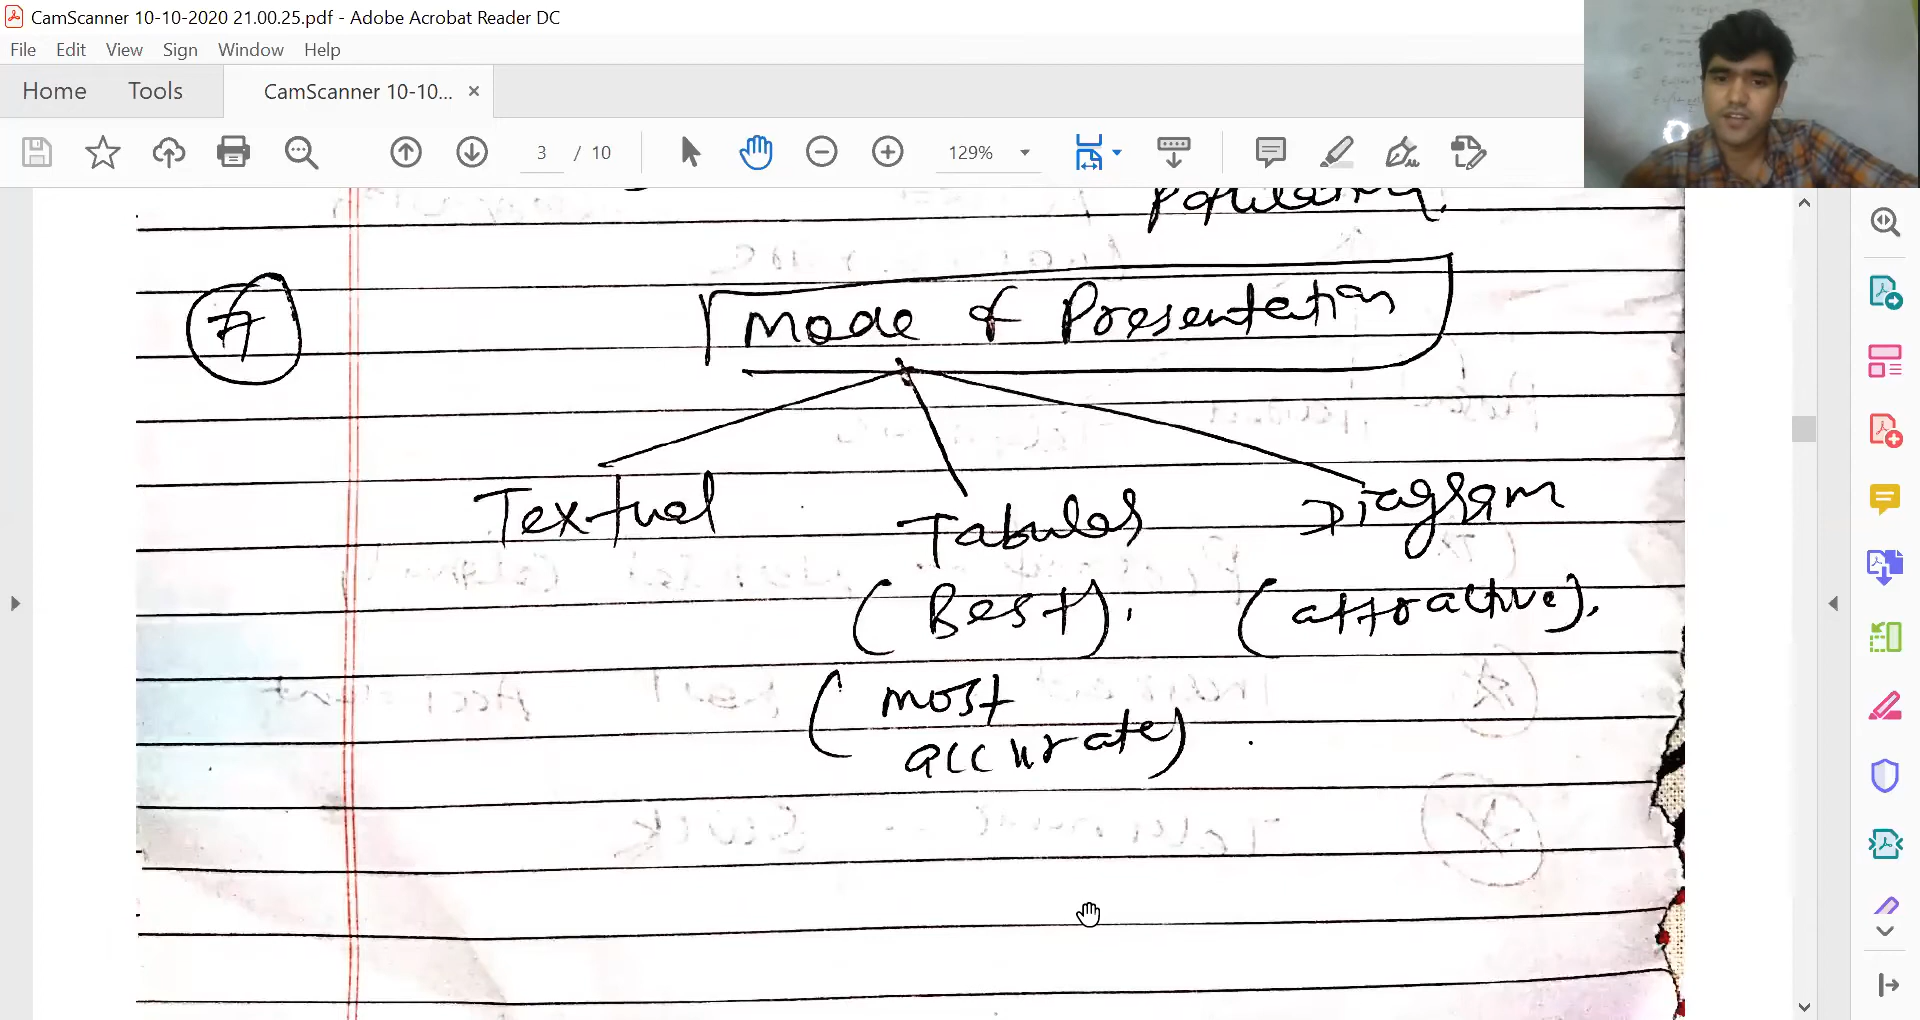 CamScanner 10-10-2020 21.00.25.pdf - Adobe Acrobat Reader DC
File Edit View Sign Window Help
Home Tools CamScanner 10-10... ×
3 / 10 129%
7
Mode of Presentation
Textual Tabular Diagram
(Best), (attractive),
(most
accurate)